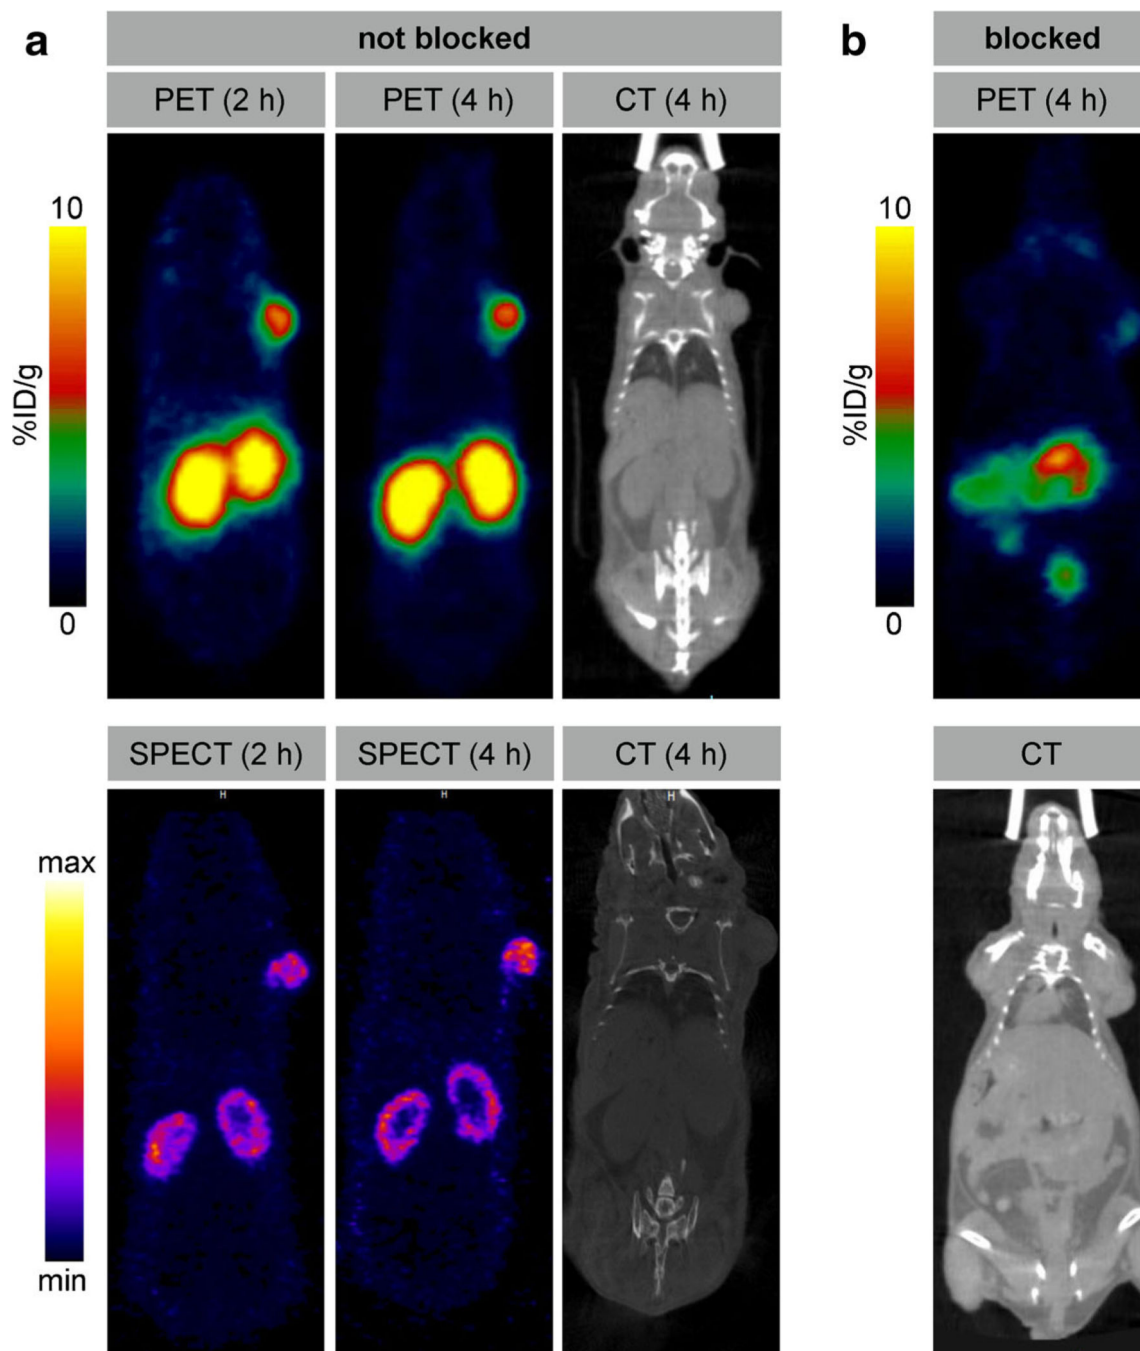 a
not blocked
b
blocked
PET (2 h)
PET (4 h)
CT (4 h)
PET (4 h)
10
%ID/g
0
10
%ID/g
0
SPECT (2 h)
SPECT (4 h)
CT (4 h)
CT
H
H
H
max
min